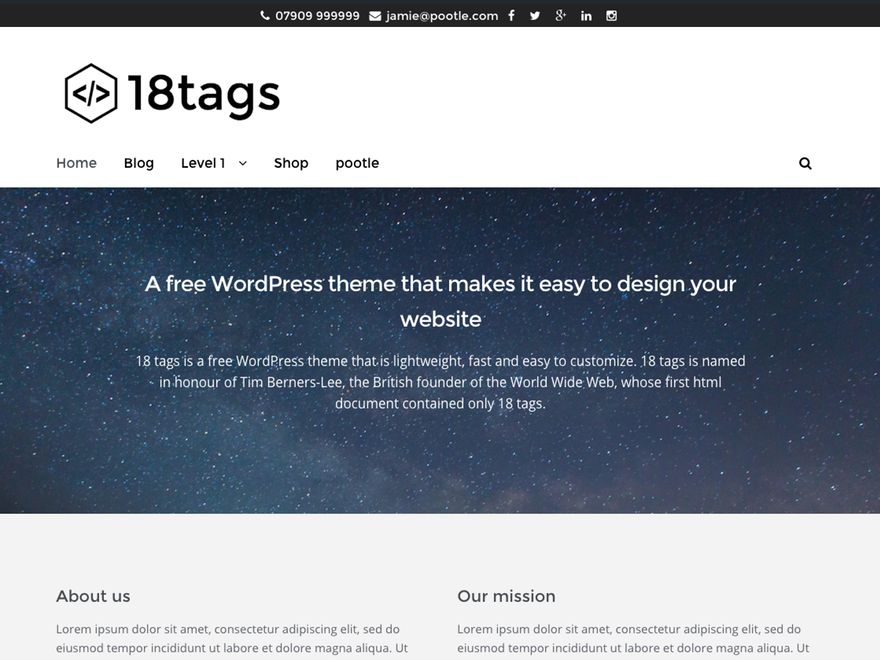 07909 999999 jamie@pootle.com
</> 18tags
Home Blog Level 1 Shop pootle
A free WordPress theme that makes it easy to design your
website
18 tags is a free WordPress theme that is lightweight, fast and easy to customize. 18 tags is named
in honour of Tim Berners-Lee, the British founder of the World Wide Web, whose first html
document contained only 18 tags.
About us
Lorem ipsum dolor sit amet, consectetur adipiscing elit, sed do
eiusmod tempor incididunt ut labore et dolore magna aliqua. Ut
Our mission
Lorem ipsum dolor sit amet, consectetur adipiscing elit, sed do
eiusmod tempor incididunt ut labore et dolore magna aliqua. Ut